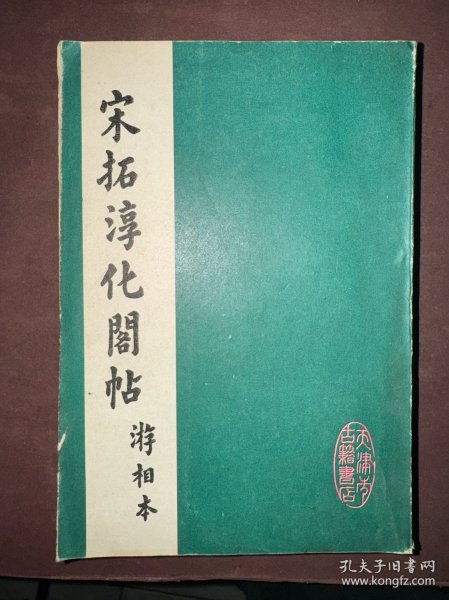 宋拓淳化閣帖
游相本
天津市
古籍書店
孔夫子旧书网
www.kongfz.com